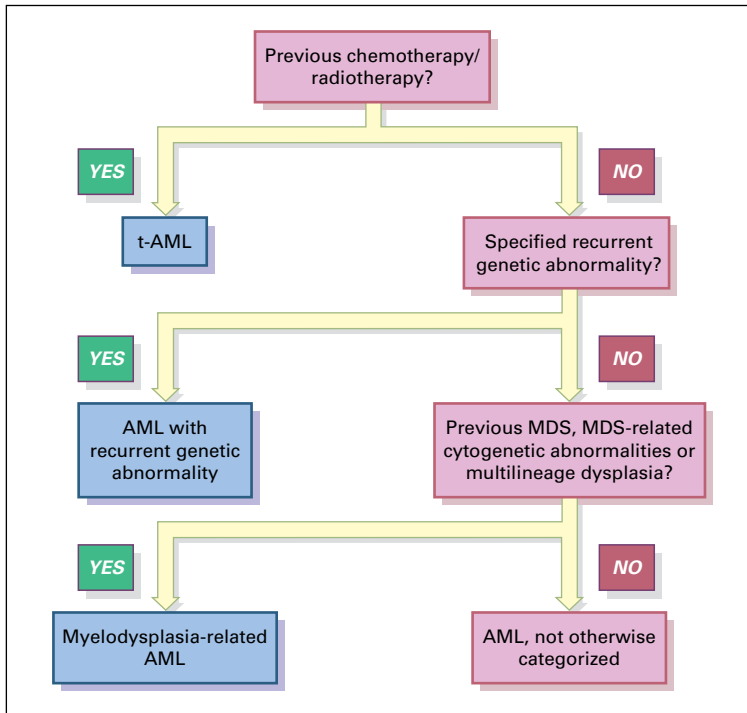 Previous chemotherapy/
radiotherapy?
YES
NO
t-AML
Specified recurrent
genetic abnormality?
YES
NO
AML with
recurrent genetic
abnormality
Previous MDS, MDS-related
cytogenetic abnormalities or
multilineage dysplasia?
YES
NO
Myelodysplasia-related
AML
AML, not otherwise
categorized